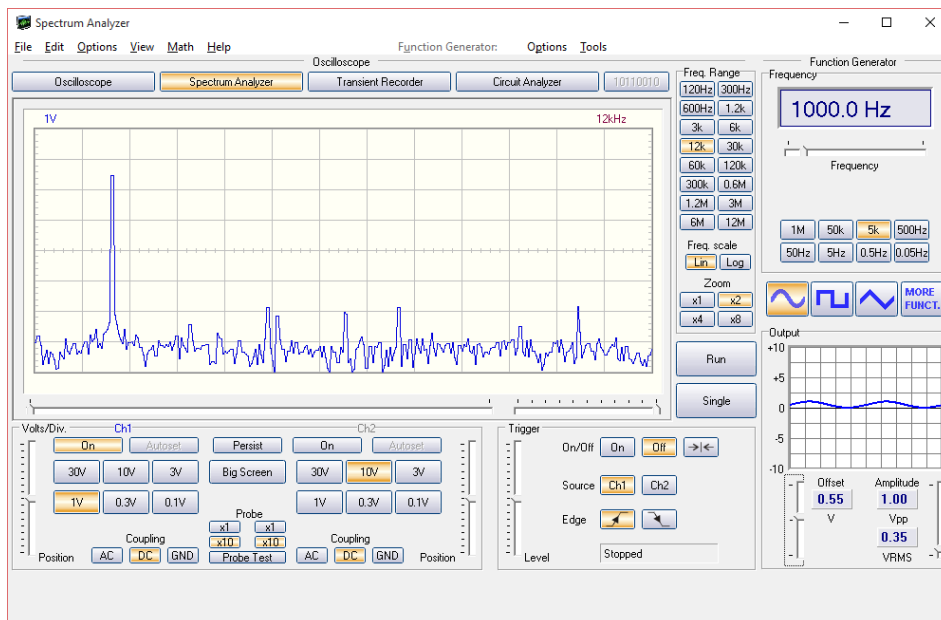 Spectrum Analyzer
File Edit Options View Math Help Function Generator: Options Tools
Oscilloscope
Oscilloscope Spectrum Analyzer Transient Recorder Circuit Analyzer 10110010
1V 12kHz
Freq. Range
120Hz 300Hz
600Hz 1.2k
3k 6k
12k 30k
60k 120k
300k 0.6M
1.2M 3M
6M 12M
Freq. scale
Lin Log
Zoom
x1 x2
x4 x8
Run
Single
Function Generator
Frequency
1000.0 Hz
Frequency
1M 50k 5k 500Hz
50Hz 5Hz 0.5Hz 0.05Hz
MORE
FUNCT.
Output
+10
+5
0
-5
-10
Offset Amplitude
0.55 1.00
V Vpp
0.35
VRMS
Volts/Div. Ch1 Ch2
On Autoset Persist On Autoset
30V 10V 3V Big Screen 30V 10V 3V
1V 0.3V 0.1V 1V 0.3V 0.1V
Probe
x1 x1
x10 x10
Probe Test
Coupling Coupling
Position AC DC GND AC DC GND Position
Trigger
On/Off On Off
Source Ch1 Ch2
Edge
Level Stopped